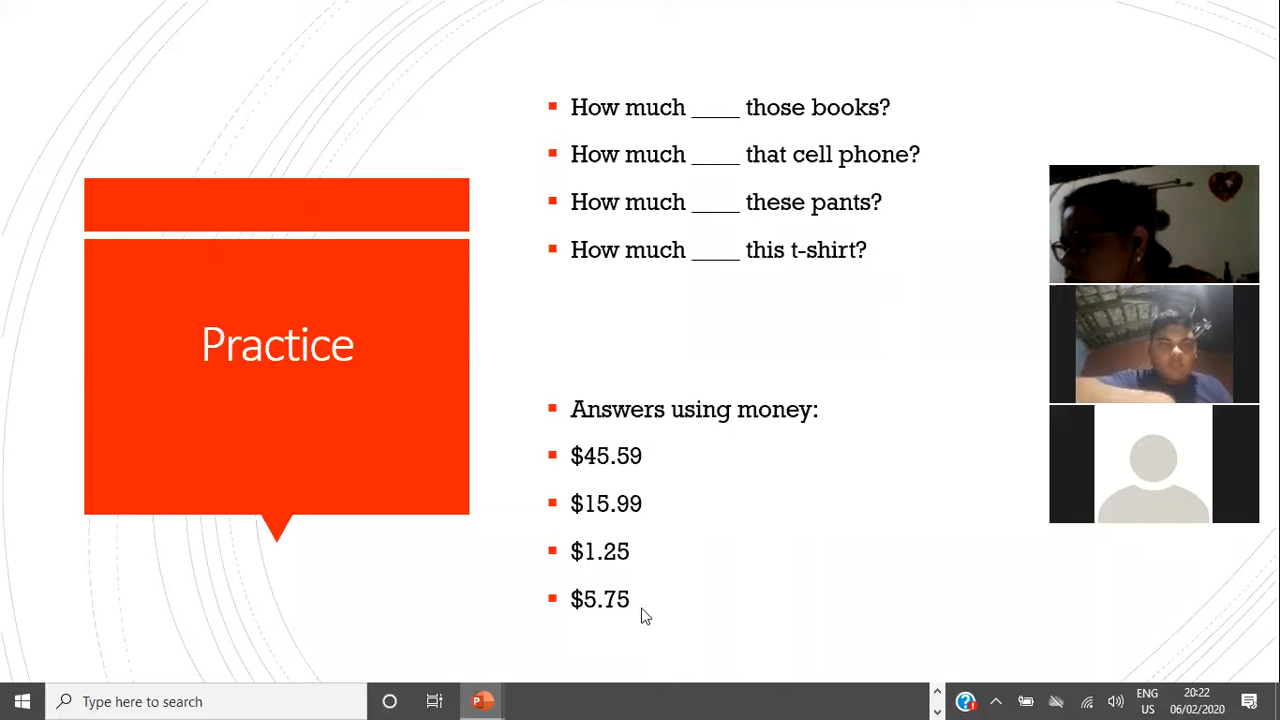 How much ____ those books?
How much ____ that cell phone?
How much ____ these pants?
How much ____ this t-shirt?
Practice
Answers using money:
$45.59
$15.99
$1.25
$5.75
Type here to search
ENG
US
20:22
06/02/2020